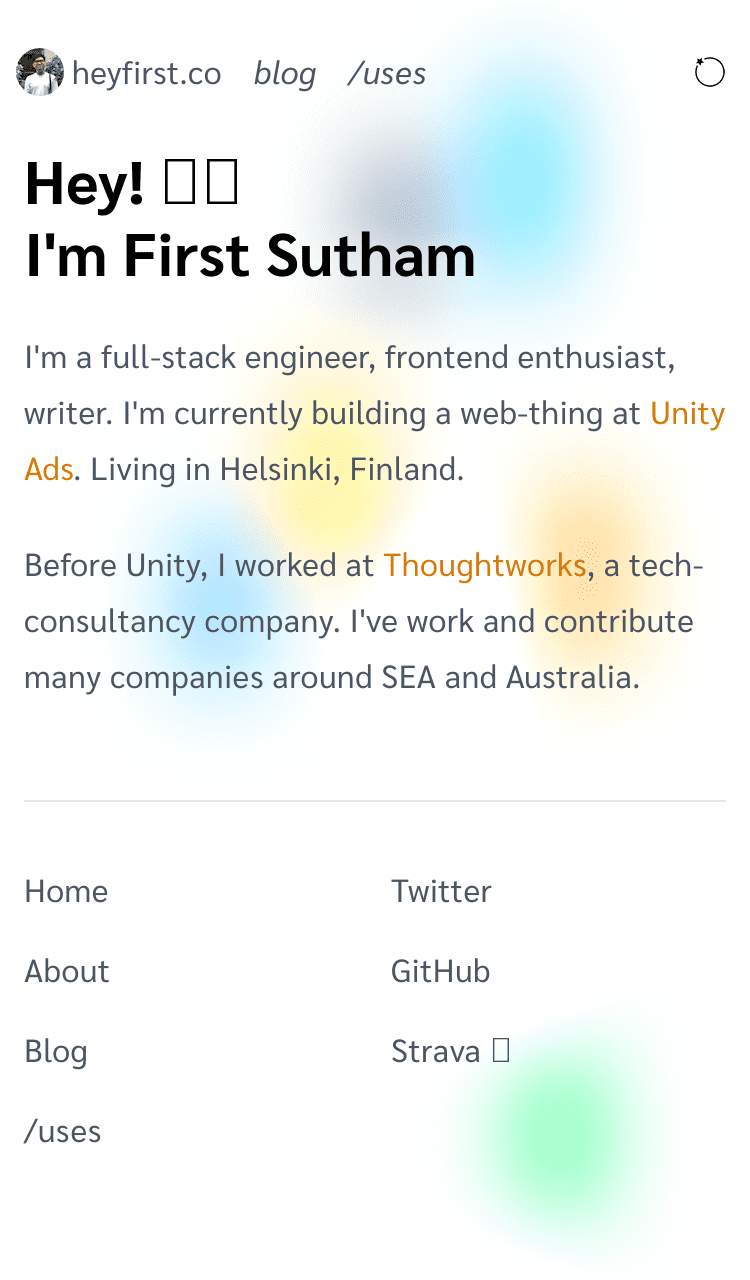 heyfirst.co blog /uses
Hey! 
I'm First Sutham
I'm a full-stack engineer, frontend enthusiast,
writer. I'm currently building a web-thing at Unity
Ads. Living in Helsinki, Finland.
Before Unity, I worked at Thoughtworks, a tech-
consultancy company. I've work and contribute
many companies around SEA and Australia.
Home
Twitter
About
GitHub
Blog
Strava
/uses